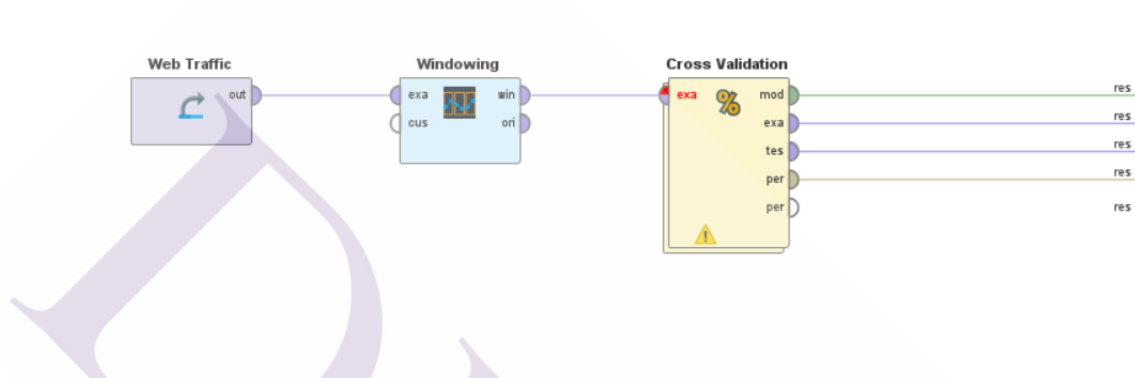 Web Traffic
Windowing
Cross Validation
out
exa
win
exa
mod
res
cus
ori
exa
res
tes
res
per
res
per
res